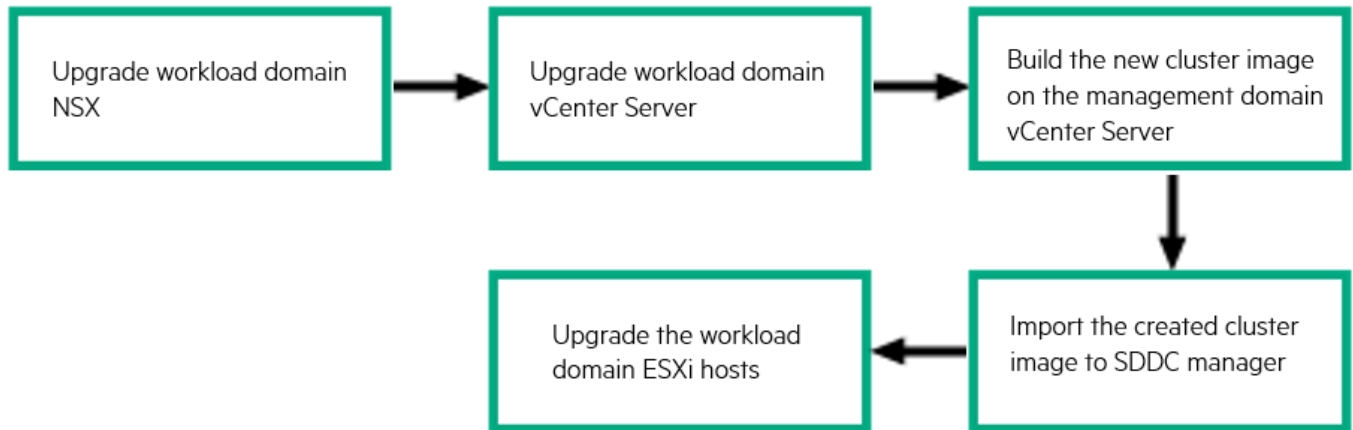 Upgrade workload domain
NSX
Upgrade workload domain
vCenter Server
Build the new cluster image
on the management domain
vCenter Server
Import the created cluster
image to SDDC manager
Upgrade the workload
domain ESXi hosts